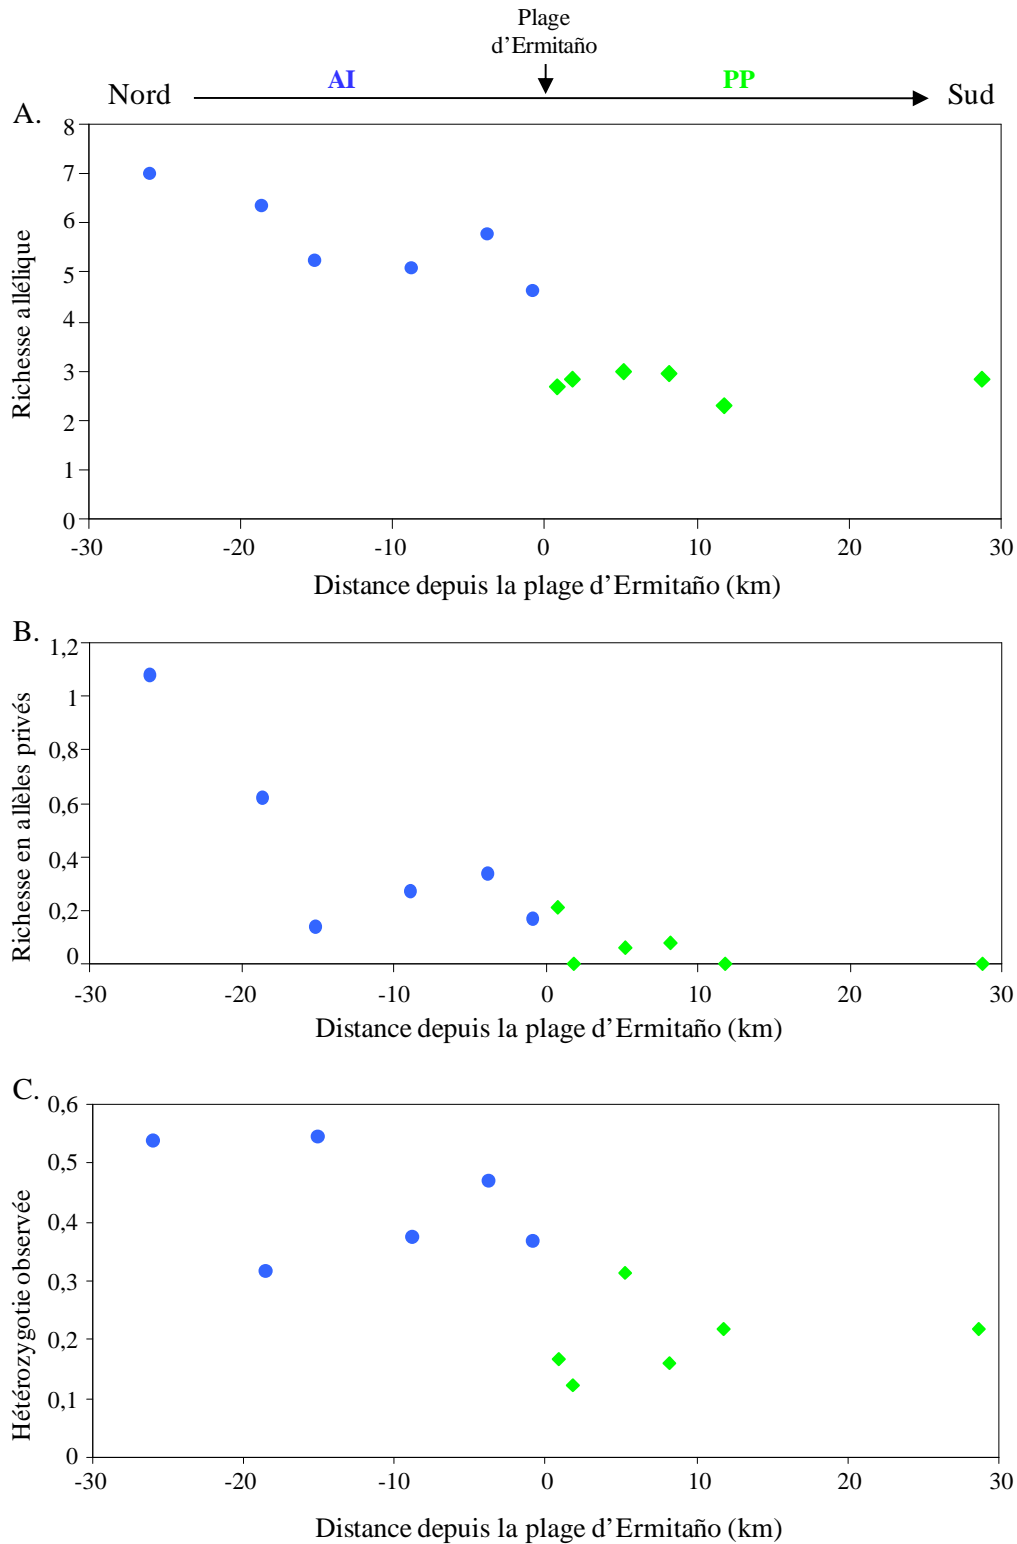 Plage
d'Ermitaño
AI
PP
Nord
Sud
A.
8
7
6
5
4
3
2
1
0
Richesse allélique
-30
-20
-10
0
10
20
30
Distance depuis la plage d'Ermitaño (km)
B.
1,2
1
0,8
0,6
0,4
0,2
0
Richesse en allèles privés
-30
-20
-10
0
10
20
30
Distance depuis la plage d'Ermitaño (km)
C.
0,6
0,5
0,4
0,3
0,2
0,1
0
Hétérozygotie observée
-30
-20
-10
0
10
20
30
Distance depuis la plage d'Ermitaño (km)